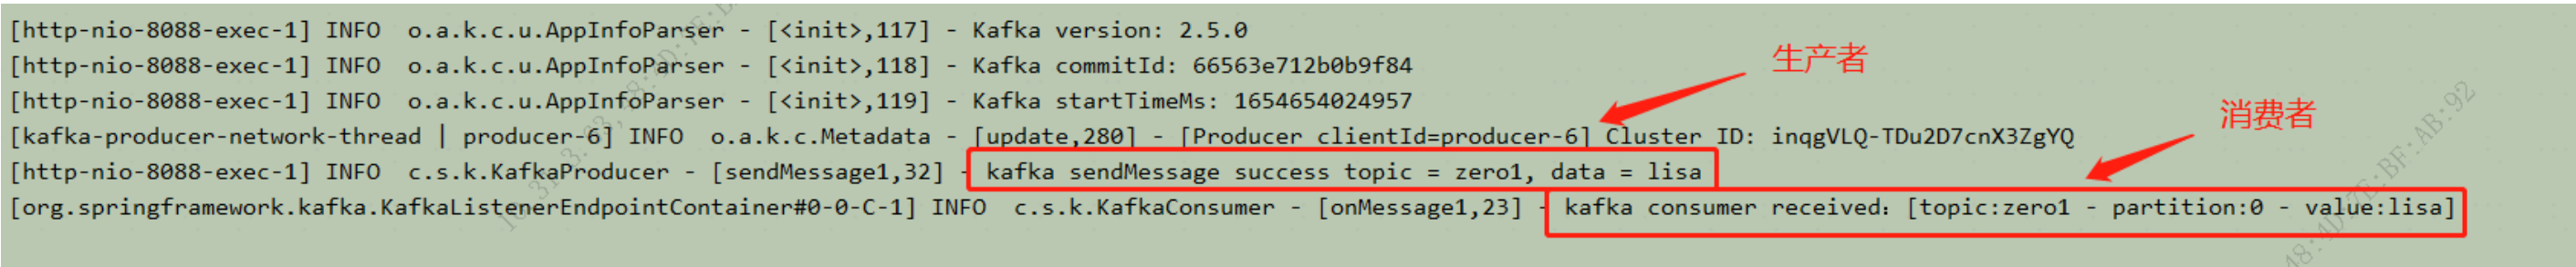 [http-nio-8088-exec-1] INFO  o.a.k.c.u.AppInfoParser - [<init>,117] - Kafka version: 2.5.0
生产者
[http-nio-8088-exec-1] INFO  o.a.k.c.u.AppInfoParser - [<init>,118] - Kafka commitId: 66563e712b0b9f84
[http-nio-8088-exec-1] INFO  o.a.k.c.u.AppInfoParser - [<init>,119] - Kafka startTimeMs: 1654654024957
消费者
[kafka-producer-network-thread | producer-6] INFO  o.a.k.c.Metadata - [update,280] - [Producer clientId=producer-6] Cluster ID: inqgVLQ-TDu2D7cnX3ZgYQ
[http-nio-8088-exec-1] INFO  c.s.k.KafkaProducer - [sendMessage1,32] - kafka sendMessage success topic = zero1, data = lisa
[org.springframework.kafka.KafkaListenerEndpointContainer#0-0-C-1] INFO  c.s.k.KafkaConsumer - [onMessage1,23] - kafka consumer received：[topic:zero1 - partition:0 - value:lisa]